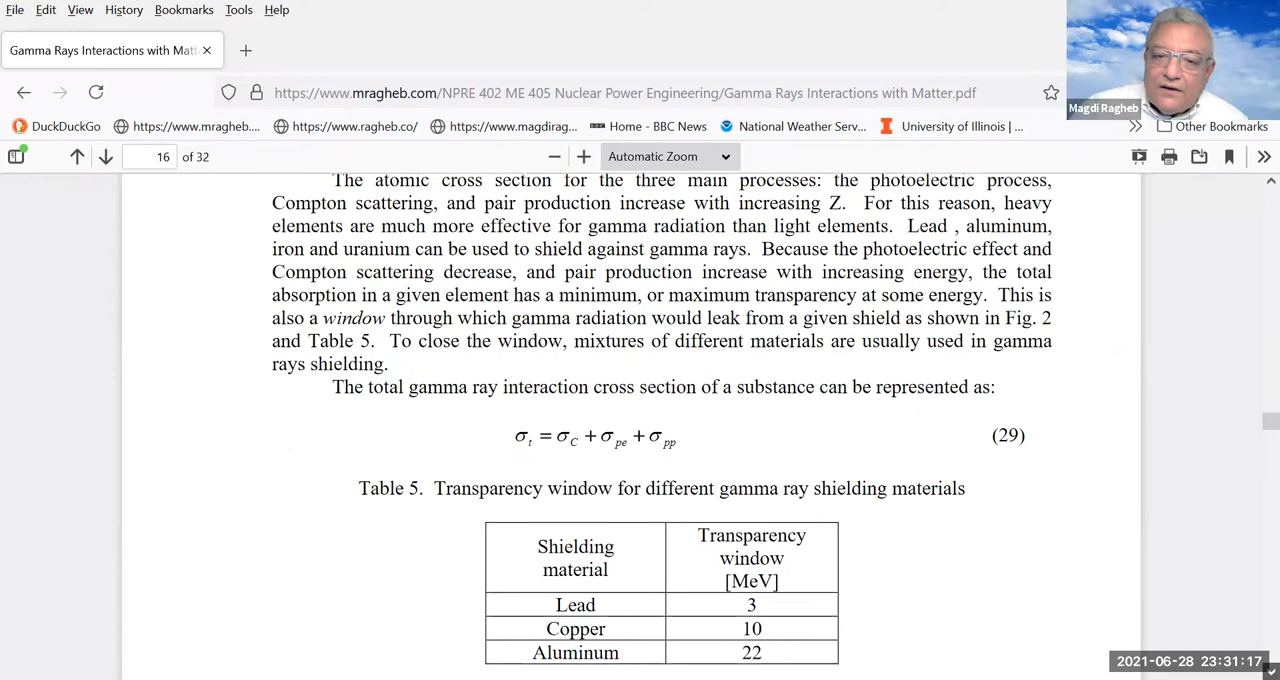 File Edit View History Bookmarks Tools Help
Gamma Rays Interactions with Matt
https://www.mragheb.com/NPRE 402 ME 405 Nuclear Power Engineering/Gamma Rays Interactions with Matter.pdf
Magdi Ragheb
DuckDuckGo https://www.mragheb.... https://www.ragheb.co/ https://www.magdirag... BBC Home - BBC News National Weather Serv... I University of Illinois |... Other Bookmarks
16 of 32 Automatic Zoom
The atomic cross section for the three main processes: the photoelectric process,
Compton scattering, and pair production increase with increasing Z. For this reason, heavy
elements are much more effective for gamma radiation than light elements. Lead , aluminum,
iron and uranium can be used to shield against gamma rays. Because the photoelectric effect and
Compton scattering decrease, and pair production increase with increasing energy, the total
absorption in a given element has a minimum, or maximum transparency at some energy. This is
also a window through which gamma radiation would leak from a given shield as shown in Fig. 2
and Table 5. To close the window, mixtures of different materials are usually used in gamma
rays shielding.
The total gamma ray interaction cross section of a substance can be represented as:
σt = σC + σpe + σpp (29)
Table 5. Transparency window for different gamma ray shielding materials
Shielding
material
Transparency
window
[MeV]
Lead 3
Copper 10
Aluminum 22
2021-06-28 23:31:17